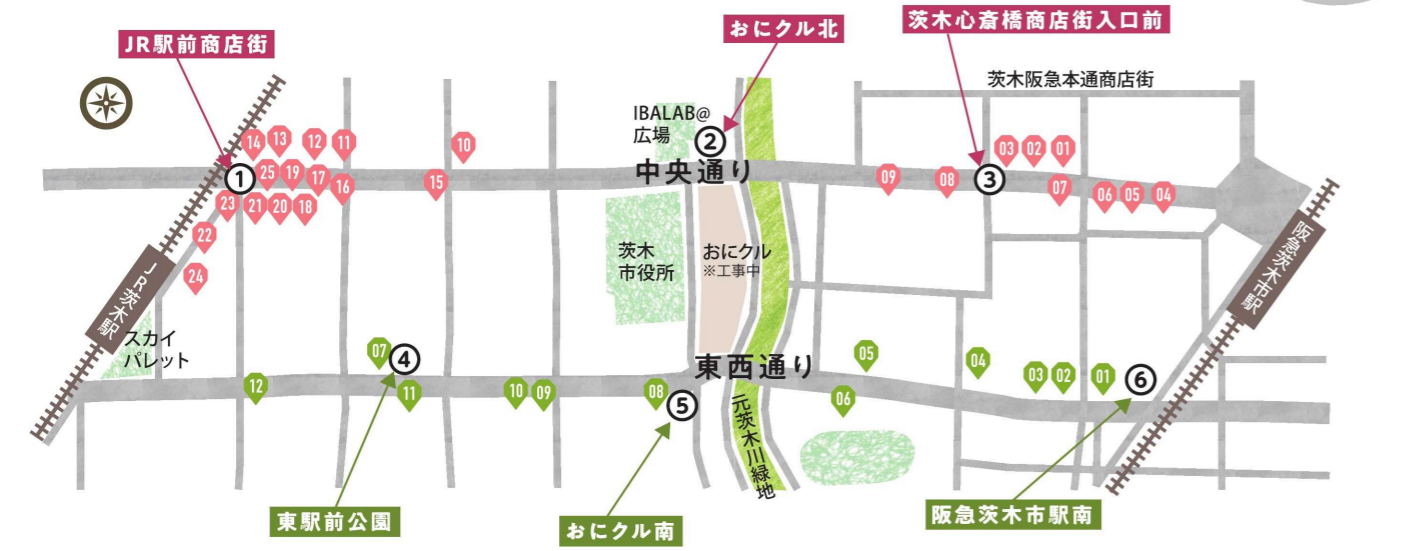 JR駅前商店街
おにクル北
茨木心斎橋商店街入口前
茨木阪急本通商店街
IBALAB@
広場
②
14 13 12 11
10
03 02 01
中央通り
①
25 19 17 16
15
09 08
③
07 06 05 04
23 21 20 18
22
24
JR茨木駅
茨木
市役所
おにクル
※工事中
阪急茨木市駅
スカイ
パレット
07
④
東西通り
05
04
03 02 01
⑥
12
11
10 09
08
⑤
06
元茨木川緑地
東駅前公園
おにクル南
阪急茨木市駅南